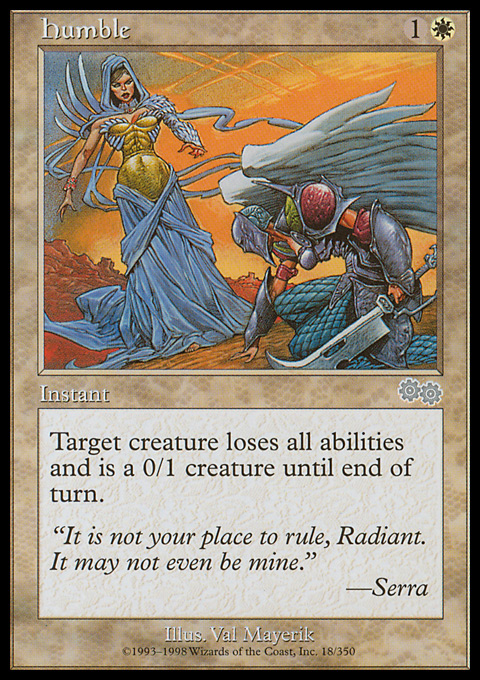 Humble 1
Instant
Target creature loses all abilities
and is a 0/1 creature until end of
turn.
“It is not your place to rule, Radiant.
It may not even be mine.”
—Serra
Illus. Val Mayerik
©1993–1998 Wizards of the Coast, Inc. 18/350